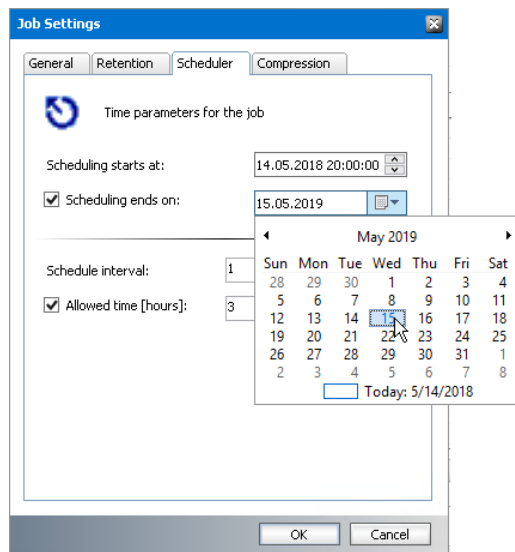 Job Settings
General Retention Scheduler Compression
Time parameters for the job
Scheduling starts at: 14.05.2018 20:00:00
Scheduling ends on: 15.05.2019
May 2019
Sun Mon Tue Wed Thu Fri Sat
28 29 30 1 2 3 4
5 6 7 8 9 10 11
12 13 14 15 16 17 18
19 20 21 22 23 24 25
26 27 28 29 30 31 1
2 3 4 5 6 7 8
Today: 5/14/2018
Schedule interval: 1
Allowed time [hours]: 3
OK Cancel